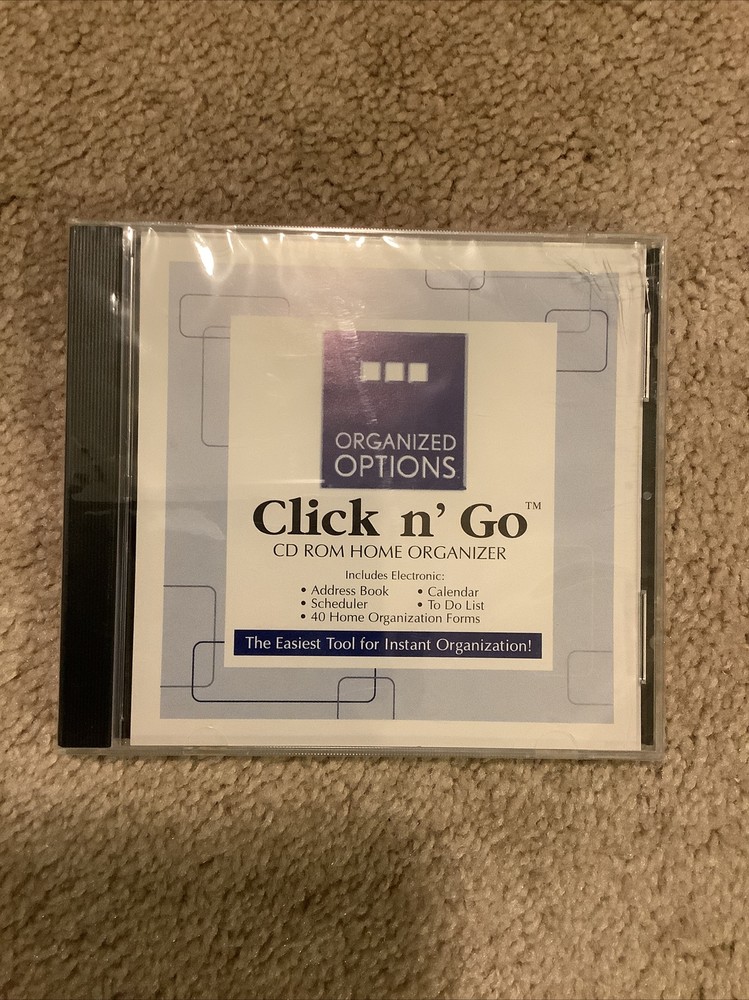 ORGANIZED
OPTIONS
Click n' Go™
CD ROM HOME ORGANIZER
Includes Electronic:
• Address Book • Calendar
• Scheduler • To Do List
• 40 Home Organization Forms
The Easiest Tool for Instant Organization!